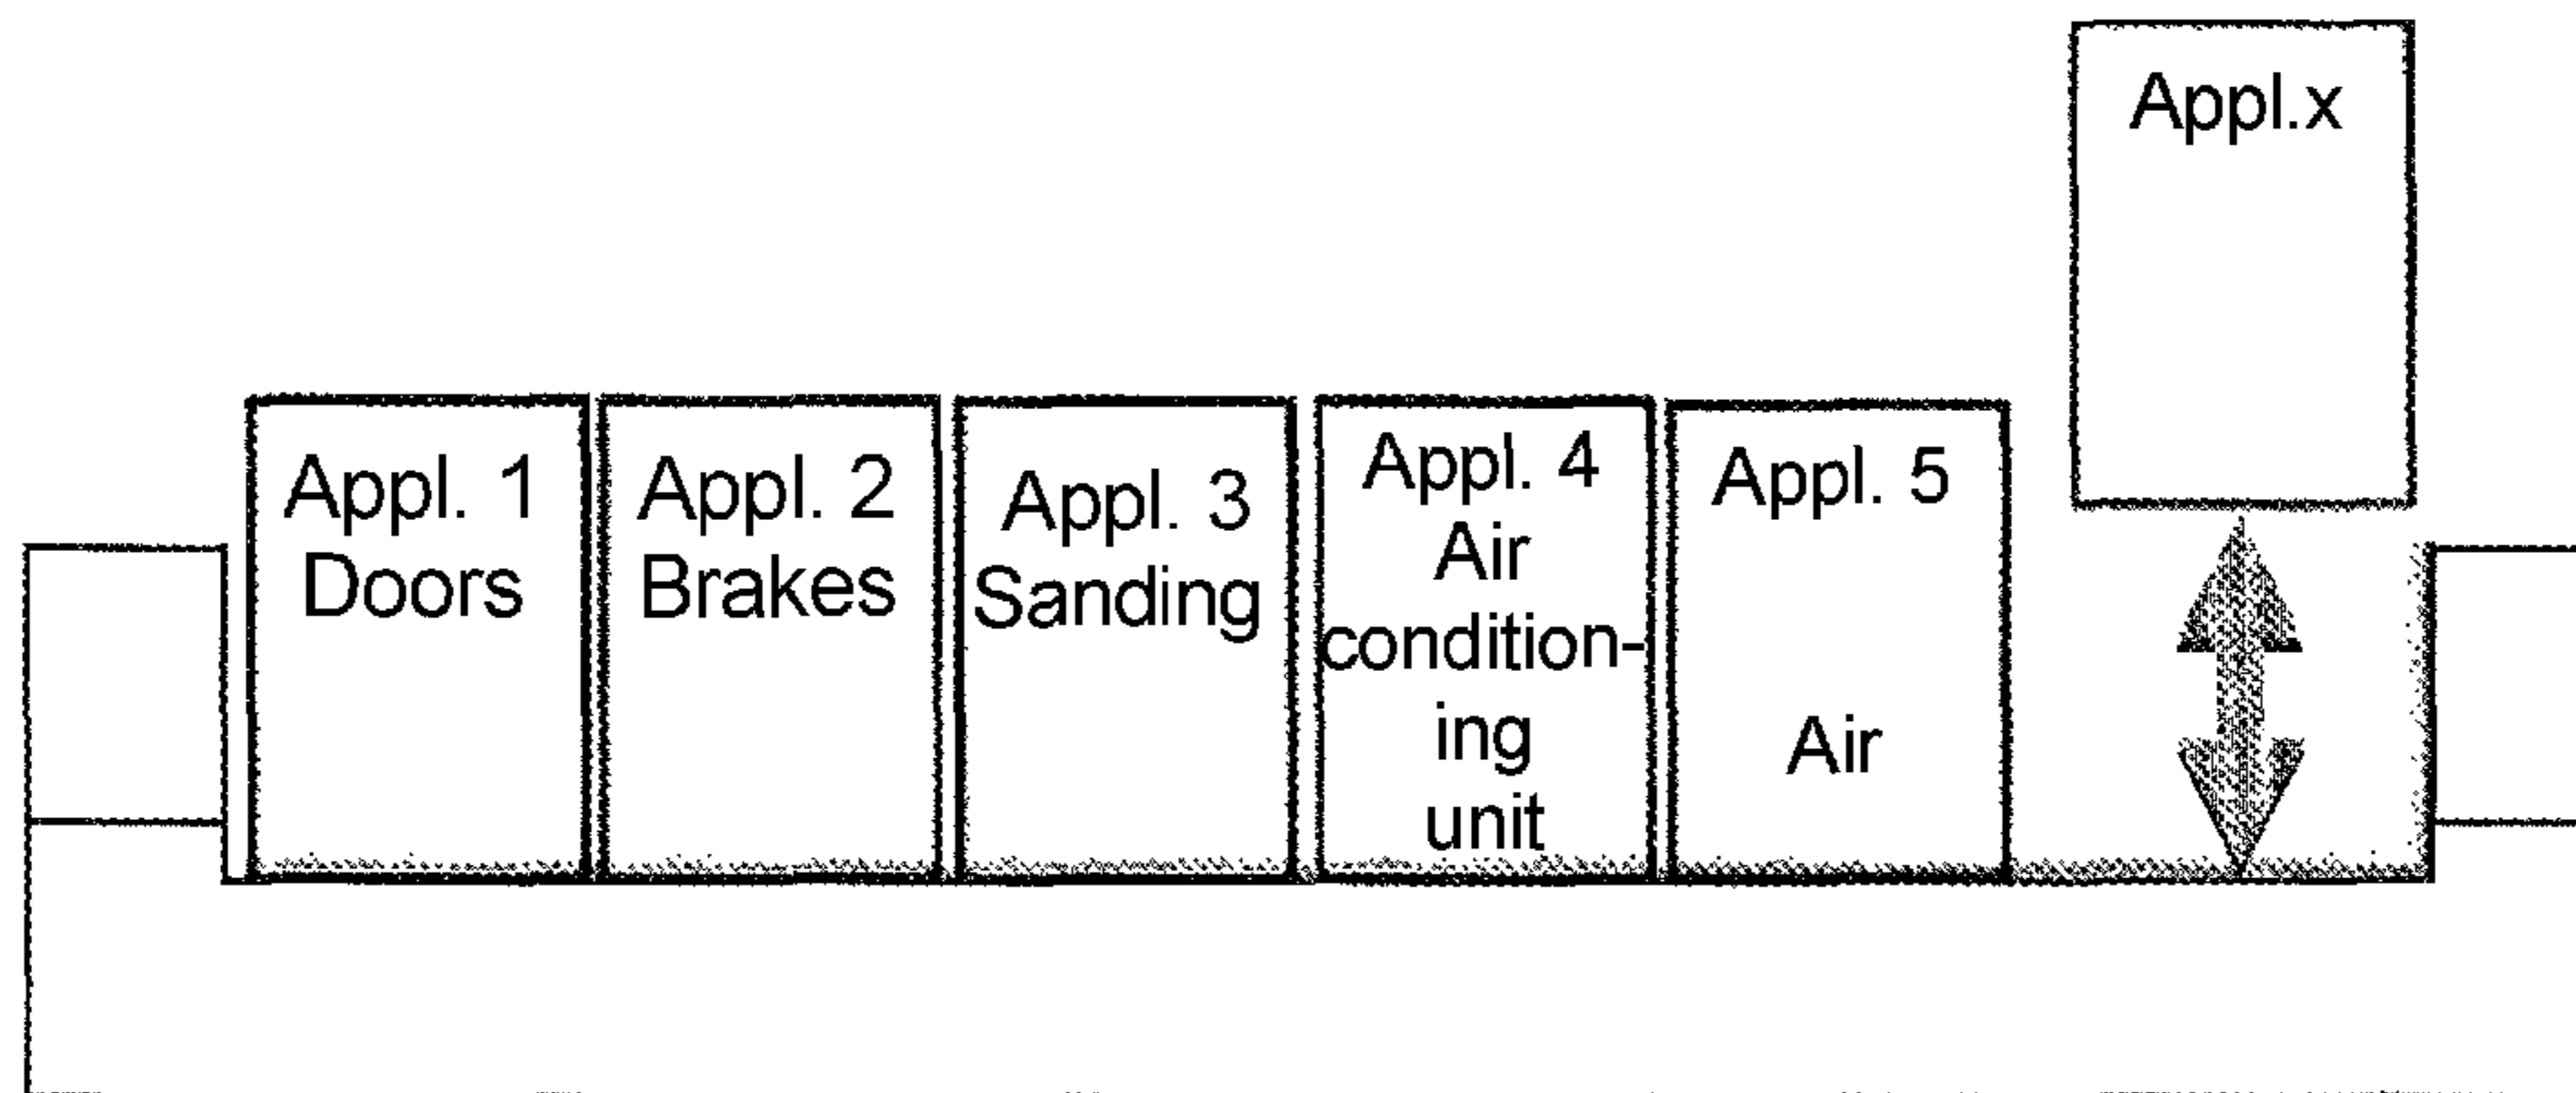 Appl.x
Appl. 1
Doors
Appl. 2
Brakes
Appl. 3
Sanding
Appl. 4
Air
condition-
ing
unit
Appl. 5
Air